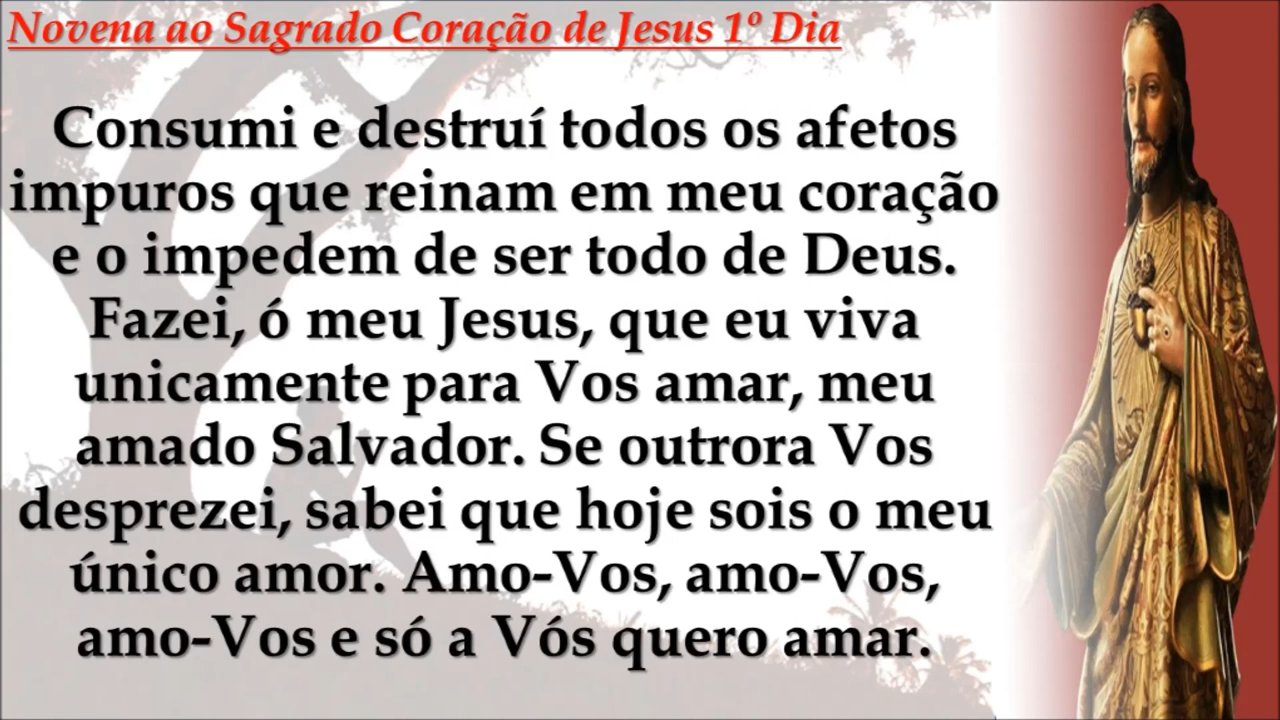 Novena ao Sagrado Coração de Jesus 1º Dia
Consumi e destruí todos os afetos
impuros que reinam em meu coração
e o impedem de ser todo de Deus.
Fazei, ó meu Jesus, que eu viva
unicamente para Vos amar, meu
amado Salvador. Se outrora Vos
desprezei, sabei que hoje sois o meu
único amor. Amo-Vos, amo-Vos,
amo-Vos e só a Vós quero amar.